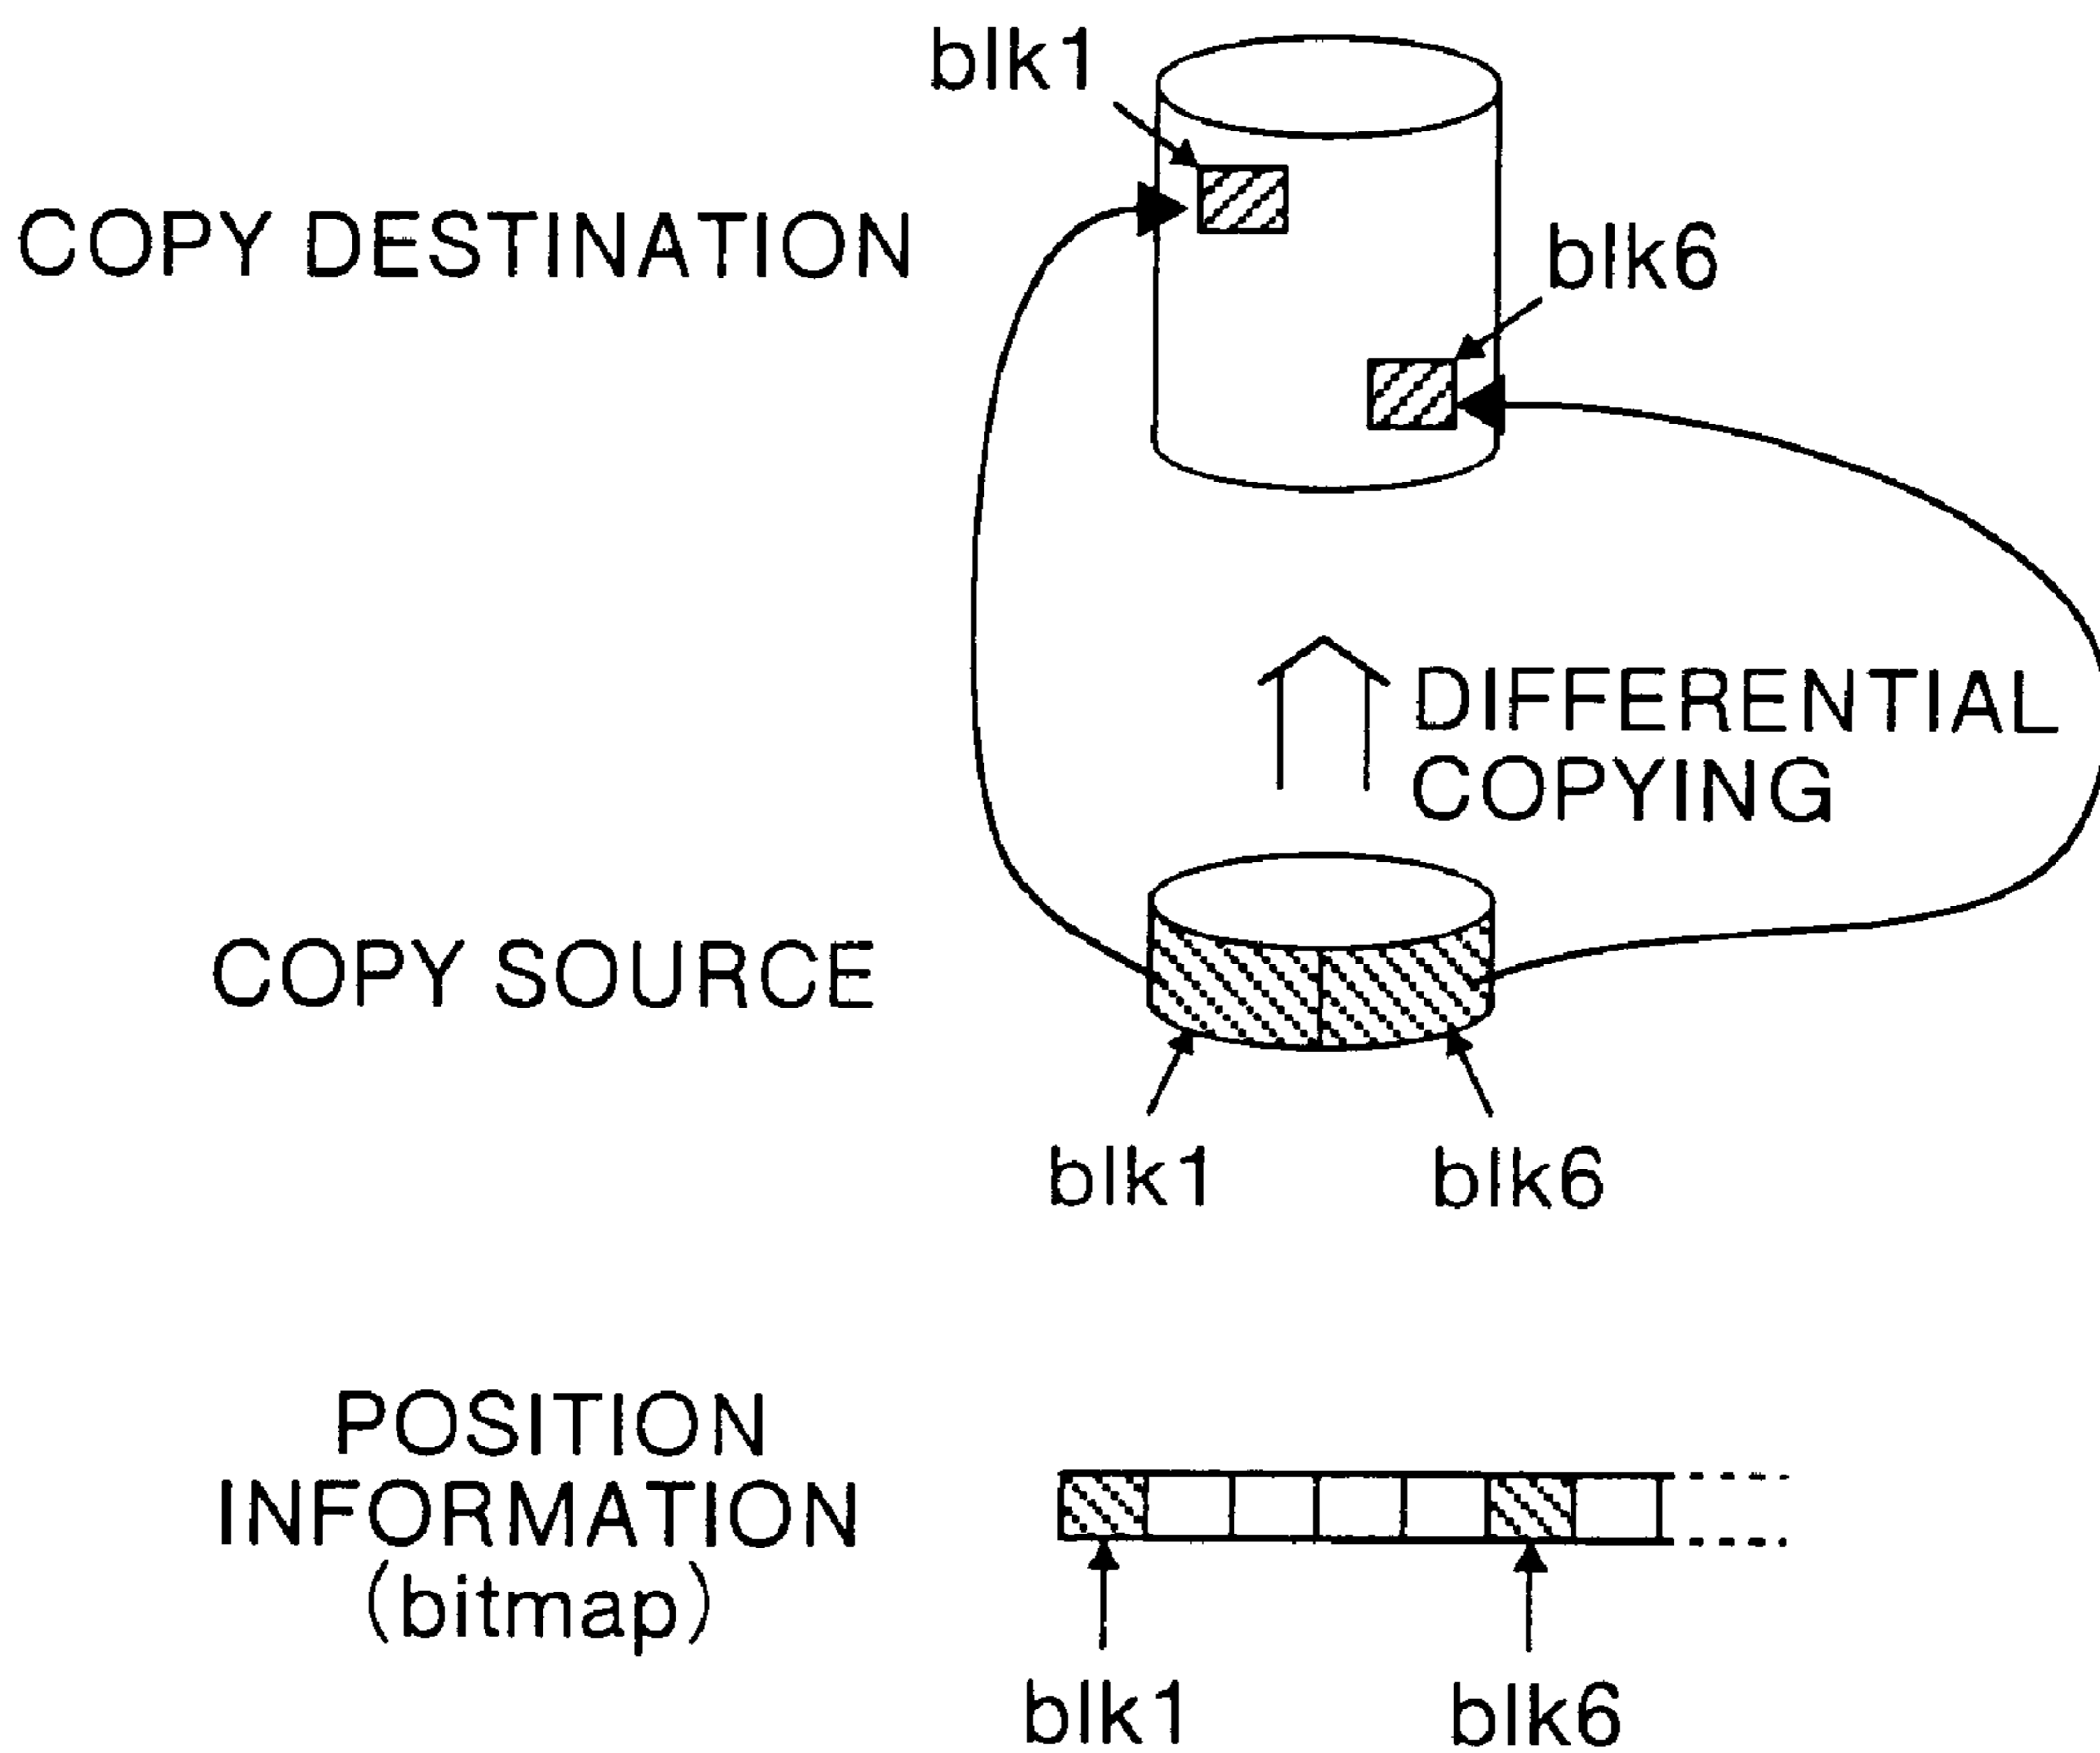 blk1
COPY DESTINATION
blk6
DIFFERENTIAL
COPYING
COPY SOURCE
blk1
blk6
POSITION
INFORMATION
(bitmap)
blk1
blk6